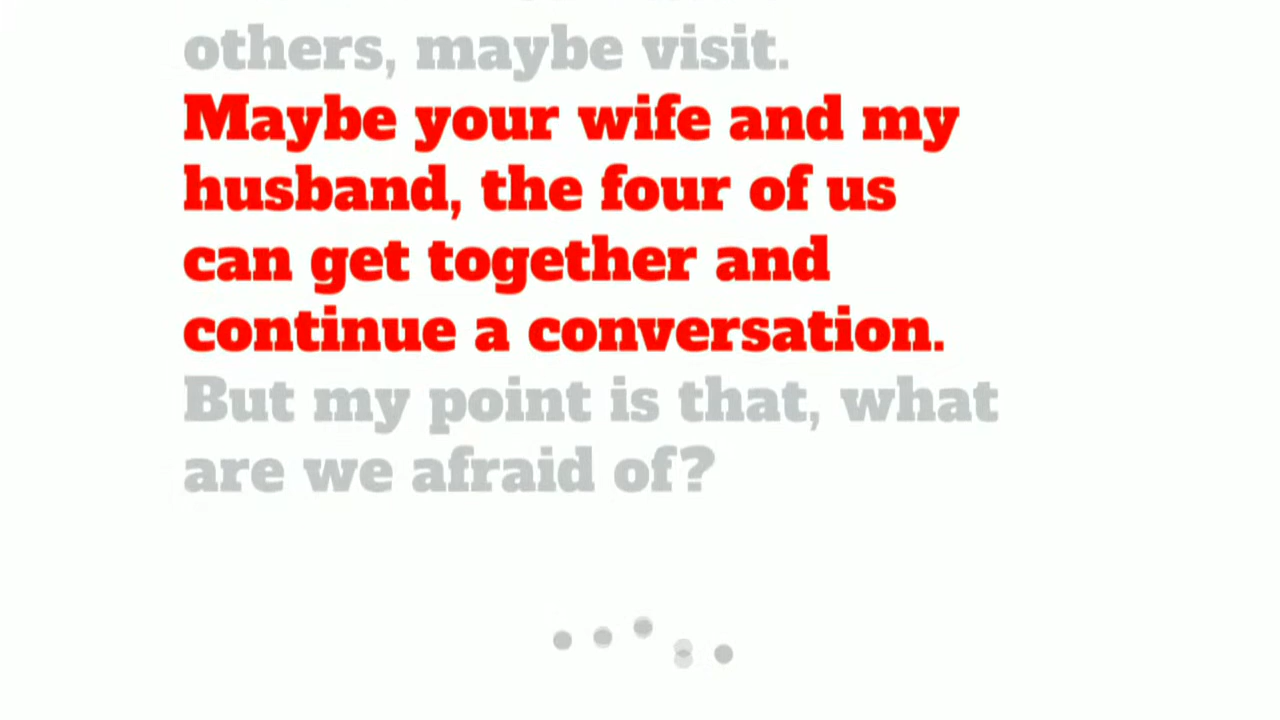 others, maybe visit.
Maybe your wife and my
husband, the four of us
can get together and
continue a conversation.
But my point is that, what
are we afraid of?